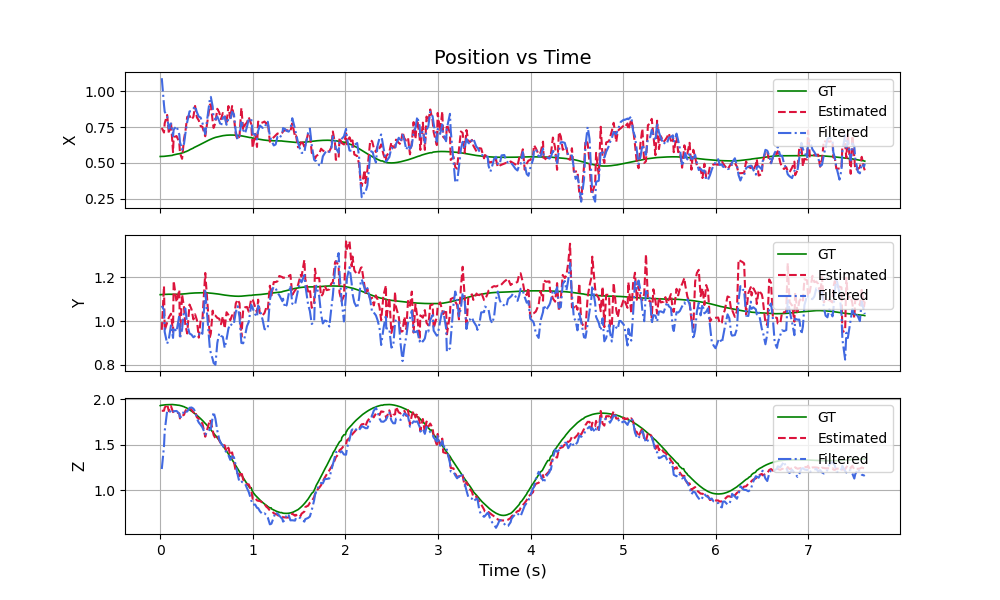 Position vs Time
X
1.00
0.75
0.50
0.25
GT
Estimated
Filtered
Y
1.2
1.0
0.8
GT
Estimated
Filtered
Z
2.0
1.5
1.0
GT
Estimated
Filtered
0 1 2 3 4 5 6 7
Time (s)